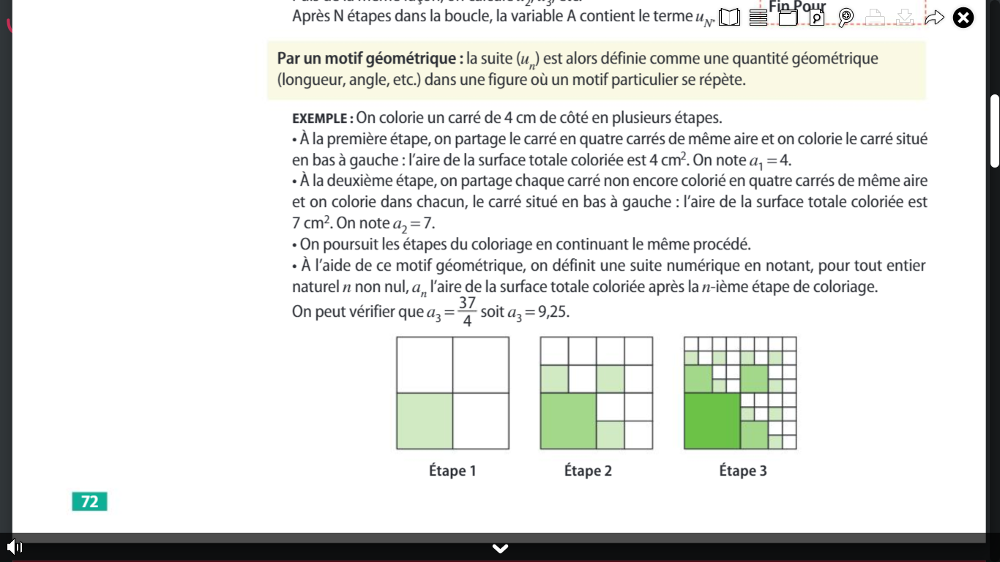 Après N étapes dans la boucle, la variable A contient le terme u_N.
Fin Pour
Par un motif géométrique : la suite (u_n) est alors définie comme une quantité géométrique
(longueur, angle, etc.) dans une figure où un motif particulier se répète.
EXEMPLE : On colorie un carré de 4 cm de côté en plusieurs étapes.
• À la première étape, on partage le carré en quatre carrés de même aire et on colorie le carré situé
en bas à gauche : l’aire de la surface totale coloriée est 4 cm². On note a₁ = 4.
• À la deuxième étape, on partage chaque carré non encore colorié en quatre carrés de même aire
et on colorie dans chacun, le carré situé en bas à gauche : l’aire de la surface totale coloriée est
7 cm². On note a₂ = 7.
• On poursuit les étapes du coloriage en continuant le même procédé.
• À l’aide de ce motif géométrique, on définit une suite numérique en notant, pour tout entier
naturel n non nul, a_n l’aire de la surface totale coloriée après la n-ième étape de coloriage.
On peut vérifier que a₃ = 37/4 soit a₃ = 9,25.
Étape 1
Étape 2
Étape 3
72